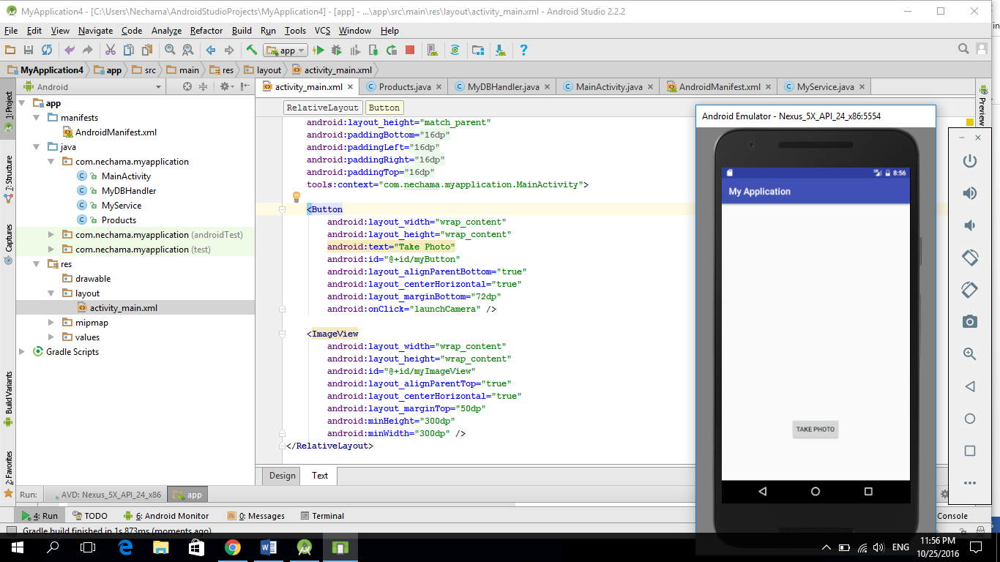 MyApplication4 - [C:\Users\Nechama\AndroidStudioProjects\MyApplication4] - [app] - ...\app\src\main\res\layout\activity_main.xml - Android Studio 2.2.2
File Edit View Navigate Code Analyze Refactor Build Run Tools VCS Window Help
app
MyApplication4 app src main res layout activity_main.xml
Android
activity_main.xml Products.java MyDBHandler.java MainActivity.java AndroidManifest.xml MyService.java
1: Project
7: Structure
Captures
Build Variants
2: Favorites
app
manifests
AndroidManifest.xml
java
com.nechama.myapplication
MainActivity
MyDBHandler
MyService
Products
com.nechama.myapplication (androidTest)
com.nechama.myapplication (test)
res
drawable
layout
activity_main.xml
mipmap
values
Gradle Scripts
RelativeLayout Button
android:layout_height="match_parent"
android:paddingBottom="16dp"
android:paddingLeft="16dp"
android:paddingRight="16dp"
android:paddingTop="16dp"
tools:context="com.nechama.myapplication.MainActivity">
<Button
android:layout_width="wrap_content"
android:layout_height="wrap_content"
android:text="Take Photo"
android:id="@+id/myButton"
android:layout_alignParentBottom="true"
android:layout_centerHorizontal="true"
android:layout_marginBottom="72dp"
android:onClick="launchCamera" />
<ImageView
android:layout_width="wrap_content"
android:layout_height="wrap_content"
android:id="@+id/myImageView"
android:layout_alignParentTop="true"
android:layout_centerHorizontal="true"
android:layout_marginTop="50dp"
android:minHeight="300dp"
android:minWidth="300dp" />
</RelativeLayout>
Design Text
Preview
Android Emulator - Nexus_5X_API_24_x86:5554
8:56
My Application
TAKE PHOTO
Run: AVD: Nexus_5X_API_24_x86 app
4: Run TODO 6: Android Monitor 0: Messages Terminal
Console
Gradle build finished in 1s 873ms (moments ago)
ENG
11:56 PM
10/25/2016